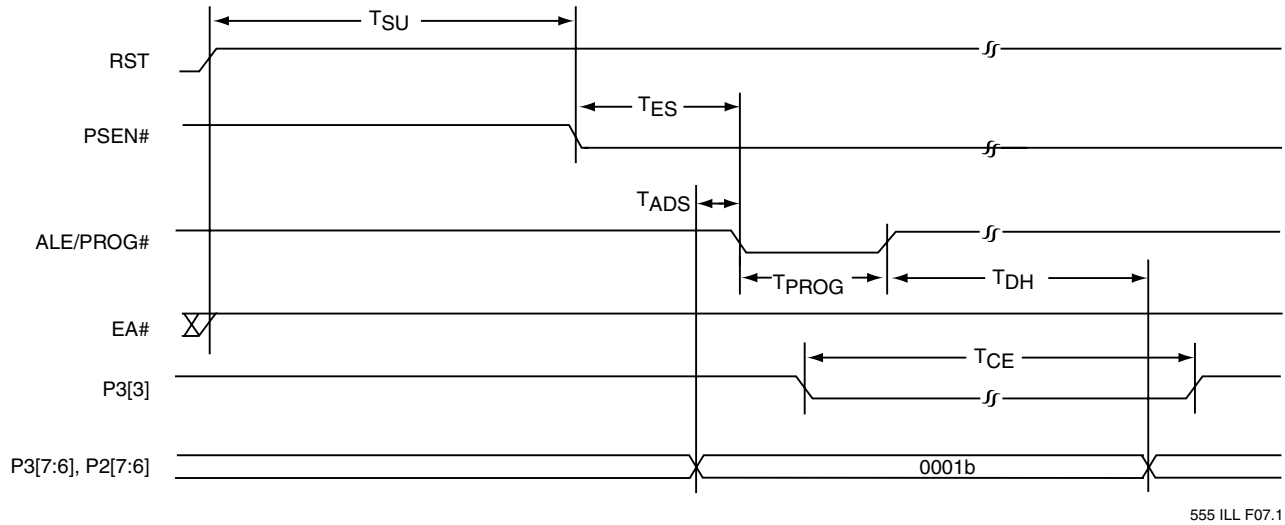 TSU
RST
TES
PSEN#
TADS
ALE/PROG#
TPROG
TDH
EA#
TCE
P3[3]
P3[7:6], P2[7:6]
0001b
555 ILL F07.1